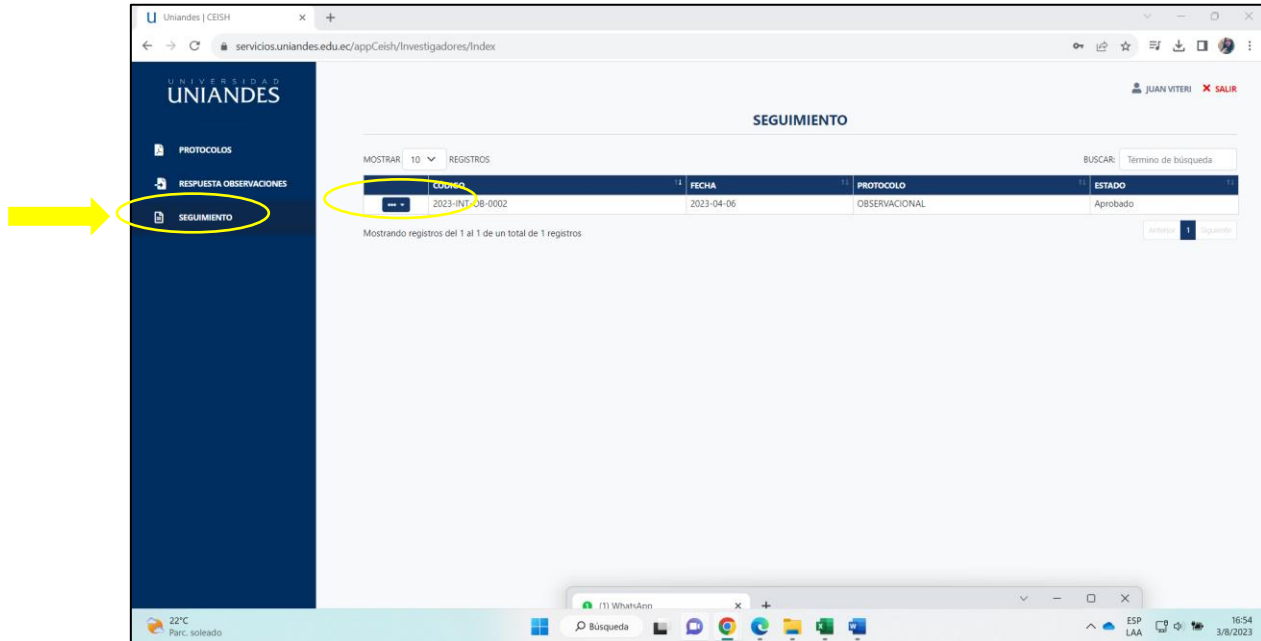 Uniandes | CEISH
servicios.uniandes.edu.ec/appCeish/Investigadores/Index
UNIVERSIDAD
UNIANDES
JUAN VITERI SALIR
SEGUIMIENTO
PROTOCOLOS
RESPUESTA OBSERVACIONES
SEGUIMIENTO
MOSTRAR 10 REGISTROS
BUSCAR: Término de búsqueda
CÓDIGO FECHA PROTOCOLO ESTADO
2023-INT-OB-0002 2023-04-06 OBSERVACIONAL Aprobado
Mostrando registros del 1 al 1 de un total de 1 registros
Anterior 1 Siguiente
(1) WhatsApp
22°C
Parc. soleado
Búsqueda
ESP
LAA
16:54
3/8/2023